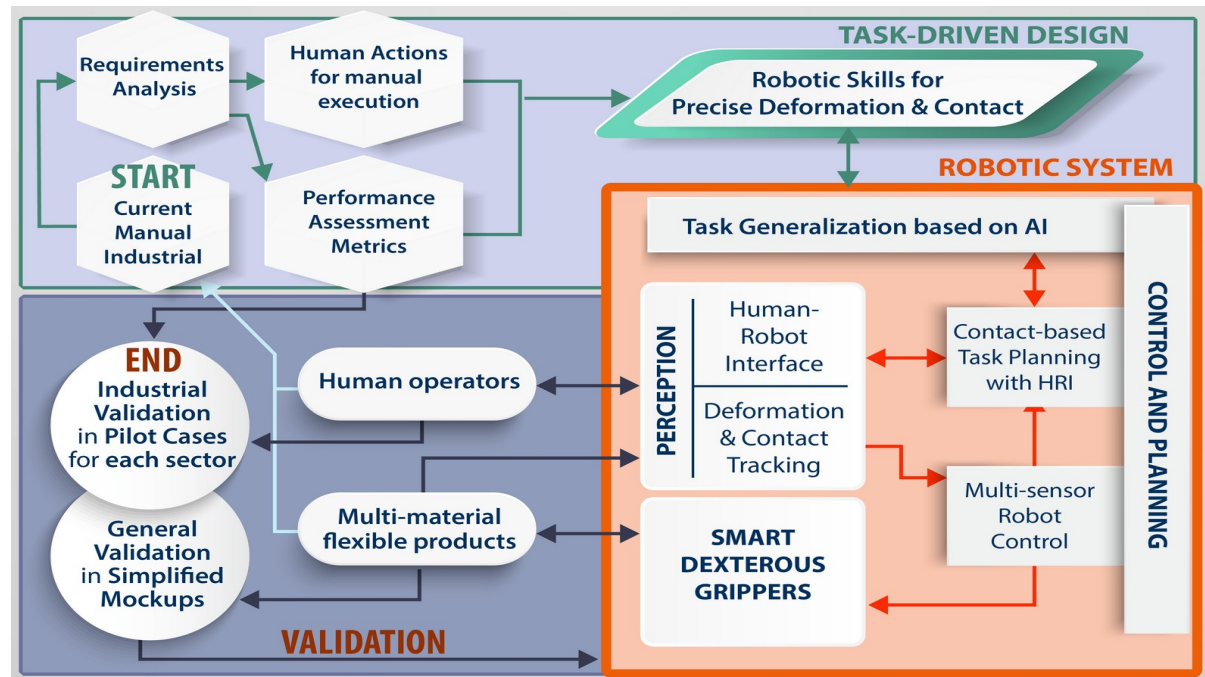 TASK-DRIVEN DESIGN
Requirements
Analysis
Human Actions
for manual
execution
Robotic Skills for
Precise Deformation & Contact
START
Current
Manual
Industrial
Performance
Assessment
Metrics
ROBOTIC SYSTEM
Task Generalization based on AI
CONTROL AND PLANNING
PERCEPTION
Human-
Robot
Interface
Deformation
& Contact
Tracking
Contact-based
Task Planning
with HRI
Multi-sensor
Robot
Control
SMART
DEXTEROUS
GRIPPERS
END
Industrial
Validation
in Pilot Cases
for each sector
Human operators
Multi-material
flexible products
General
Validation
in Simplified
Mockups
VALIDATION